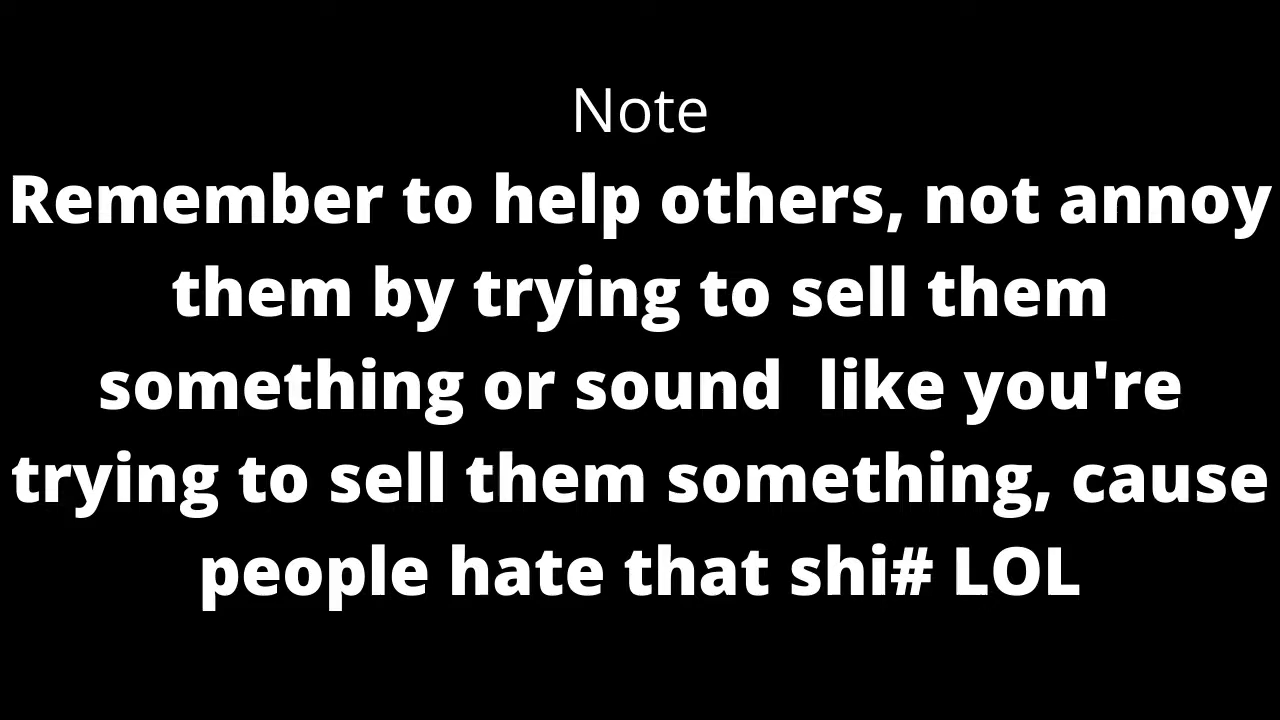 Note
Remember to help others, not annoy
them by trying to sell them
something or sound  like you're
trying to sell them something, cause
people hate that shi# LOL